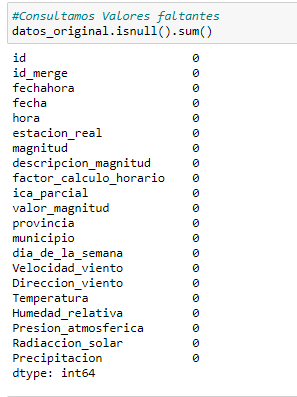 #Consultamos Valores faltantes
datos_original.isnull().sum()
id 0
id_merge 0
fechahora 0
fecha 0
hora 0
estacion_real 0
magnitud 0
descripcion_magnitud 0
factor_calculo_horario 0
ica_parcial 0
valor_magnitud 0
provincia 0
municipio 0
dia_de_la_semana 0
Velocidad_viento 0
Direccion_viento 0
Temperatura 0
Humedad_relativa 0
Presion_atmosferica 0
Radiaccion_solar 0
Precipitacion 0
dtype: int64